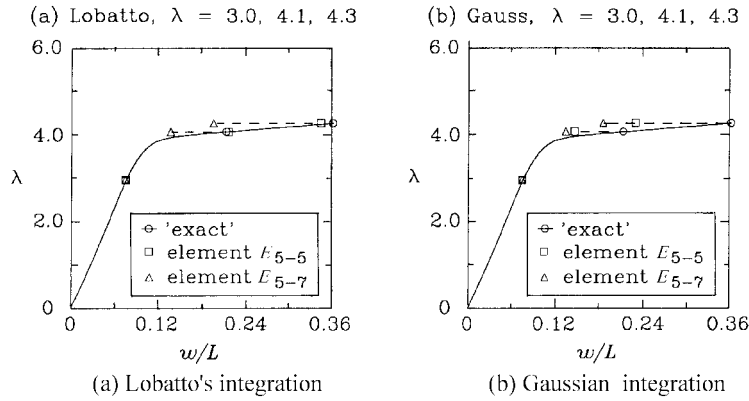 (a) Lobatto, λ = 3.0, 4.1, 4.3
6.0
4.0
λ
2.0
0
0
0.12
0.24
0.36
w/L
'exact'
element E5-5
element E5-7
(a) Lobatto's integration
(b) Gauss, λ = 3.0, 4.1, 4.3
6.0
4.0
λ
2.0
0
0
0.12
0.24
0.36
w/L
'exact'
element E5-5
element E5-7
(b) Gaussian integration